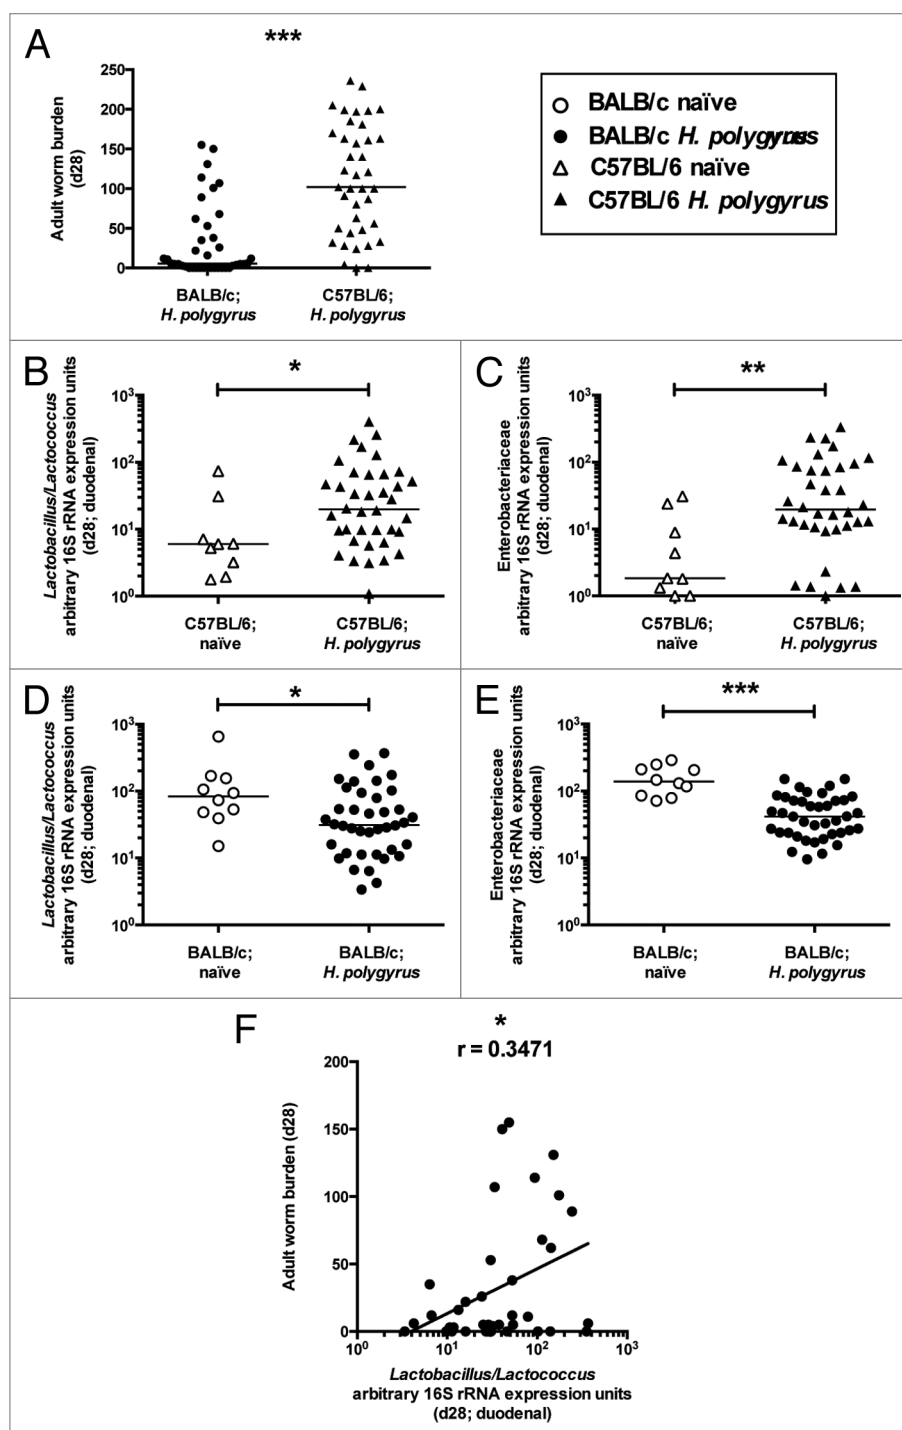 A
***
250
200
150
100
50
0
Adult worm burden
(d28)
BALB/c;
H. polygyrus
C57BL/6;
H. polygyrus
BALB/c naïve
BALB/c H. polygyrus
C57BL/6 naïve
C57BL/6 H. polygyrus
B
*
Lactobacillus/Lactococcus
arbitrary 16S rRNA expression units
(d28; duodenal)
10³
10²
10¹
10⁰
C57BL/6;
naïve
C57BL/6;
H. polygyrus
C
**
Enterobacteriaceae
arbitrary 16S rRNA expression units
(d28; duodenal)
10³
10²
10¹
10⁰
C57BL/6;
naïve
C57BL/6;
H. polygyrus
D
*
Lactobacillus/Lactococcus
arbitrary 16S rRNA expression units
(d28; duodenal)
10³
10²
10¹
10⁰
BALB/c;
naïve
BALB/c;
H. polygyrus
E
***
Enterobacteriaceae
arbitrary 16S rRNA expression units
(d28; duodenal)
10³
10²
10¹
10⁰
BALB/c;
naïve
BALB/c;
H. polygyrus
F
*
r = 0.3471
Adult worm burden (d28)
200
150
100
50
0
10⁰ 10¹ 10² 10³
Lactobacillus/Lactococcus
arbitrary 16S rRNA expression units
(d28; duodenal)